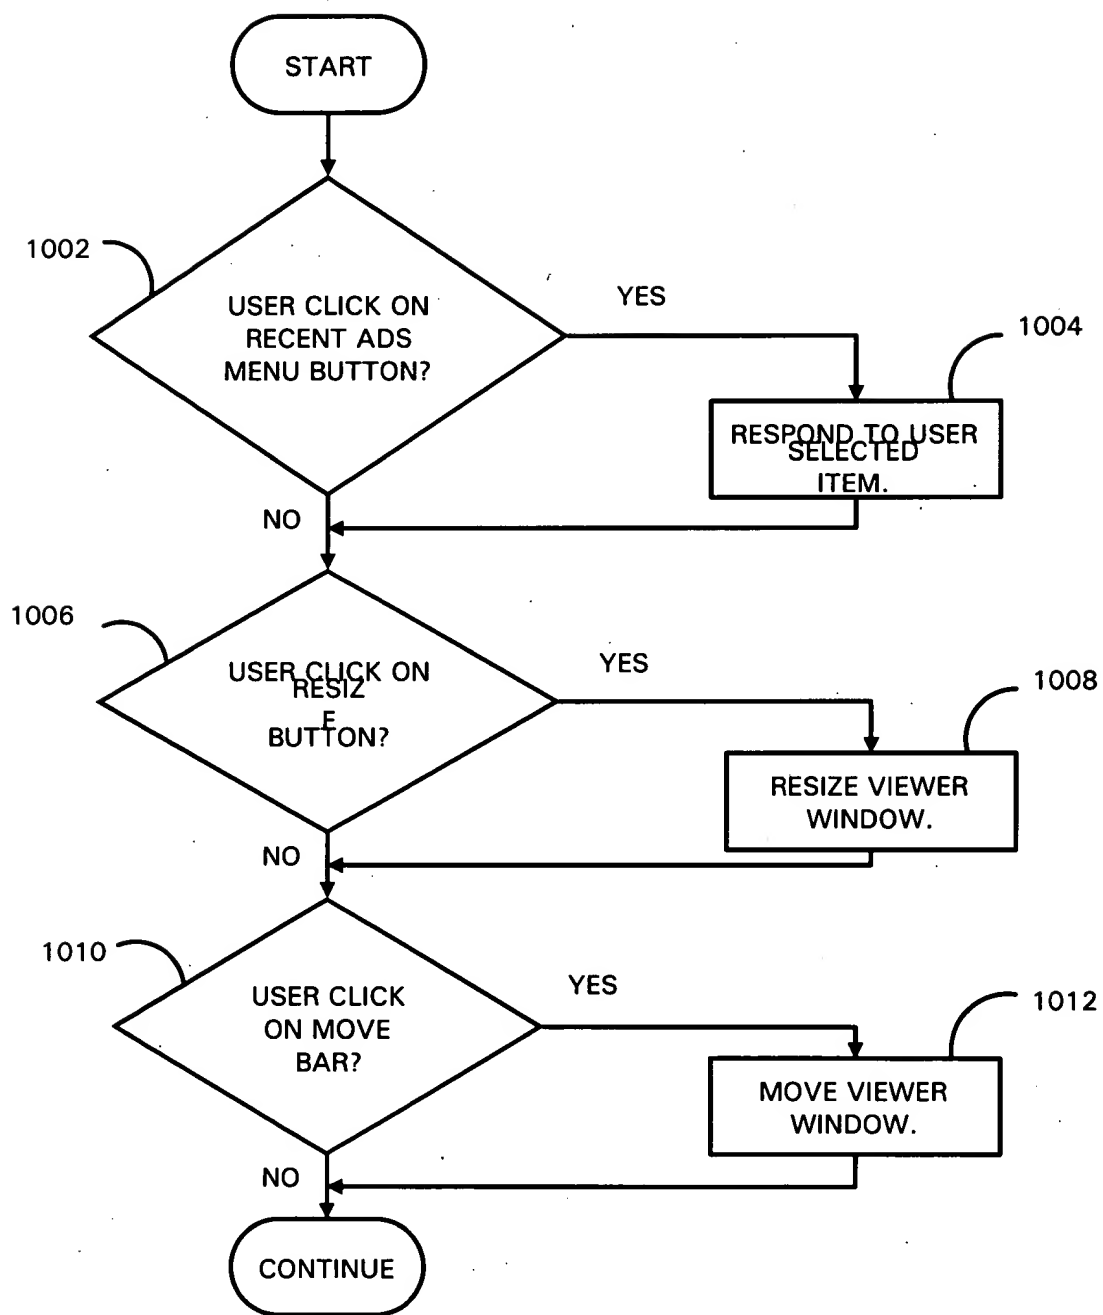 START
1002
USER CLICK ON
RECENT ADS
MENU BUTTON?
YES
1004
RESPOND TO USER
SELECTED
ITEM.
NO
1006
USER CLICK ON
RESIZ
E
BUTTON?
YES
1008
RESIZE VIEWER
WINDOW.
NO
1010
USER CLICK
ON MOVE
BAR?
YES
1012
MOVE VIEWER
WINDOW.
NO
CONTINUE